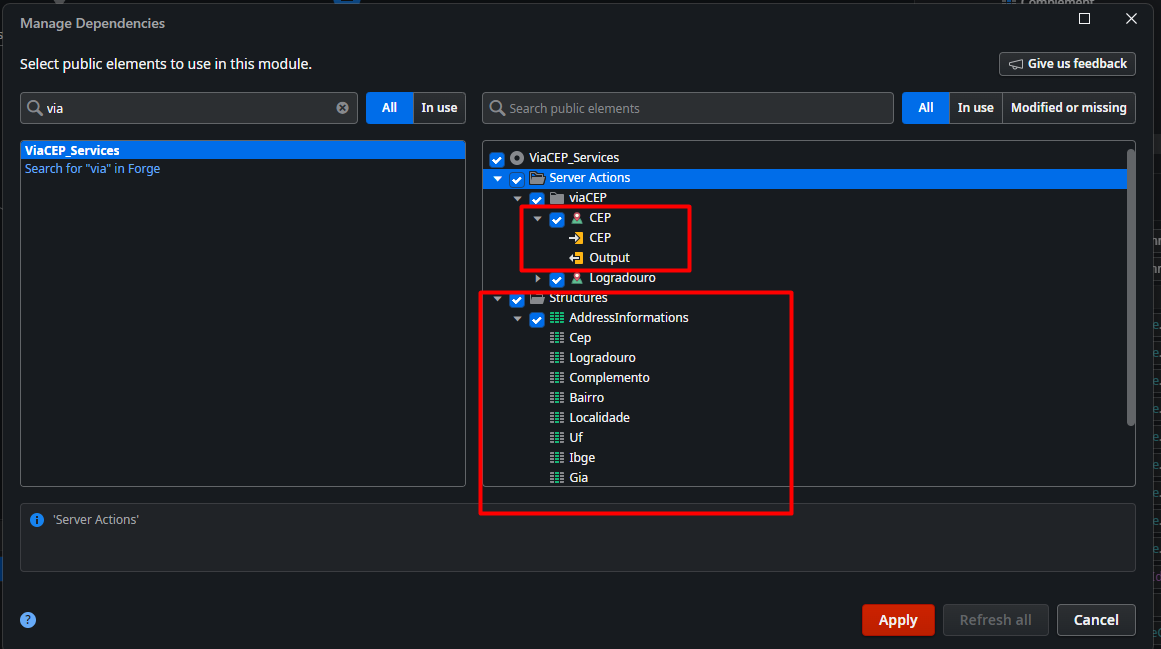 Complement
Manage Dependencies
Select public elements to use in this module.
Give us feedback
via
All
In use
Search public elements
All
In use
Modified or missing
ViaCEP_Services
Search for "via" in Forge
ViaCEP_Services
Server Actions
viaCEP
CEP
CEP
Output
Logradouro
Structures
AddressInformations
Cep
Logradouro
Complemento
Bairro
Localidade
Uf
Ibge
Gia
'Server Actions'
Apply
Refresh all
Cancel